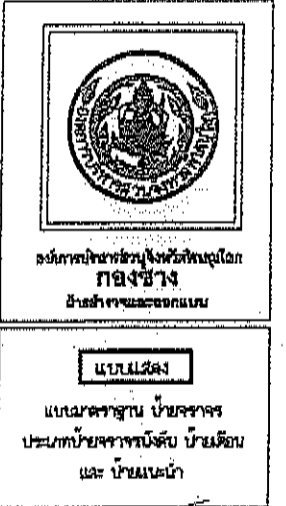 องค์การบริหารส่วนจังหวัดพิษณุโลก
กองช่าง
ฝ่ายสำรวจและออกแบบ
แบบแสดง
แบบมาตราฐาน ป้ายจราจร
ประเภทป้ายจราจรบังคับ ป้ายเตือน
และ ป้ายแนะนำ